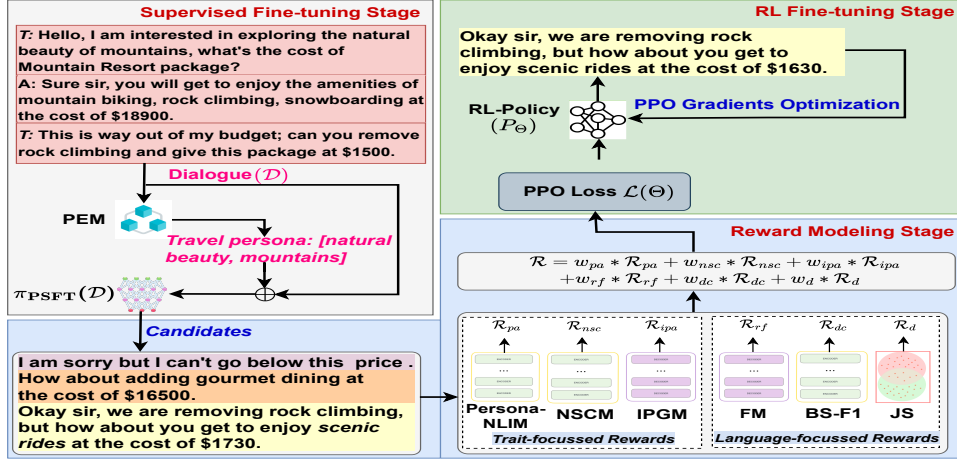 Supervised Fine-tuning Stage
T: Hello, I am interested in exploring the natural
beauty of mountains, what's the cost of
Mountain Resort package?
A: Sure sir, you will get to enjoy the amenities of
mountain biking, rock climbing, snowboarding at
the cost of $18900.
T: This is way out of my budget; can you remove
rock climbing and give this package at $1500.
Dialogue(𝒟)
PEM
Travel persona: [natural
beauty, mountains]
π_PSFT(𝒟)
Candidates
I am sorry but I can't go below this price .
How about adding gourmet dining at
the cost of $16500.
Okay sir, we are removing rock climbing,
but how about you get to enjoy scenic
rides at the cost of $1730.
RL Fine-tuning Stage
Okay sir, we are removing rock
climbing, but how about you get to
enjoy scenic rides at the cost of $1630.
RL-Policy
(P_Θ)
PPO Gradients Optimization
PPO Loss ℒ(Θ)
Reward Modeling Stage
ℛ = w_pa * ℛ_pa + w_nsc * ℛ_nsc + w_ipa * ℛ_ipa
+w_rf * ℛ_rf + w_dc * ℛ_dc + w_d * ℛ_d
ℛ_pa ℛ_nsc ℛ_ipa ℛ_rf ℛ_dc ℛ_d
... ... ... ... ...
Persona-
NLIM NSCM IPGM FM BS-F1 JS
Trait-focussed Rewards Language-focussed Rewards